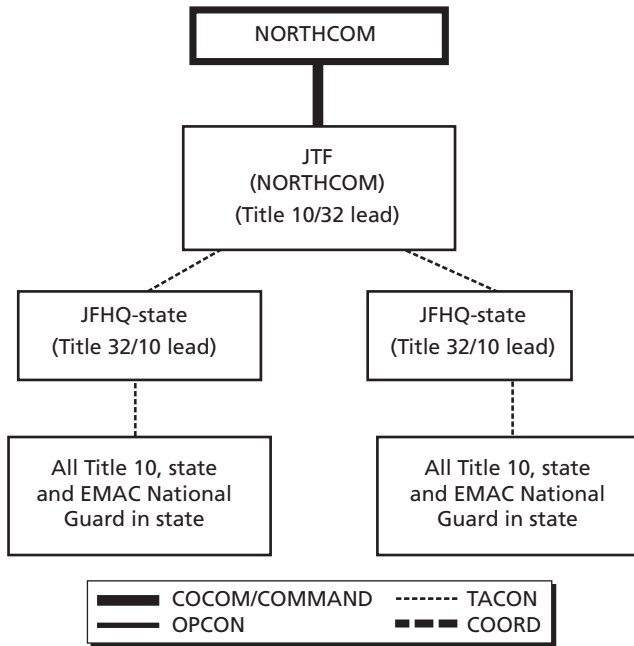 NORTHCOM
JTF
(NORTHCOM)
(Title 10/32 lead)
JFHQ-state
(Title 32/10 lead)
JFHQ-state
(Title 32/10 lead)
All Title 10, state
and EMAC National
Guard in state
All Title 10, state
and EMAC National
Guard in state
COCOM/COMMAND
TACON
OPCON
COORD